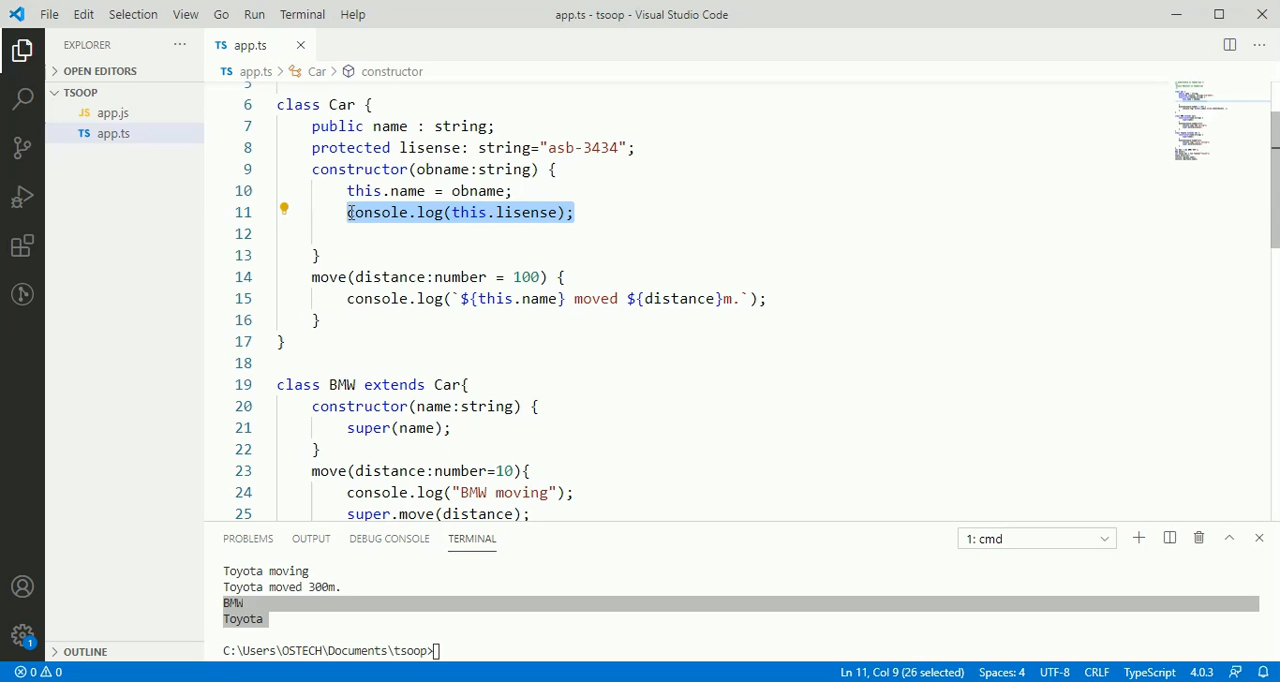 File Edit Selection View Go Run Terminal Help app.ts - tsoop - Visual Studio Code
EXPLORER ··· TS app.ts ×
OPEN EDITORS TS app.ts > Car > constructor
TSOOP
JS app.js
TS app.ts
5
6 class Car {
7 public name : string;
8 protected lisense: string="asb-3434";
9 constructor(obname:string) {
10 this.name = obname;
11 console.log(this.lisense);
12
13 }
14 move(distance:number = 100) {
15 console.log(`${this.name} moved ${distance}m.`);
16 }
17 }
18
19 class BMW extends Car{
20 constructor(name:string) {
21 super(name);
22 }
23 move(distance:number=10){
24 console.log("BMW moving");
25 super.move(distance);
PROBLEMS OUTPUT DEBUG CONSOLE TERMINAL 1: cmd
Toyota moving
Toyota moved 300m.
BMW
Toyota
C:\Users\OSTECH\Documents\tsoop>
OUTLINE
1
0 0 Ln 11, Col 9 (26 selected) Spaces: 4 UTF-8 CRLF TypeScript 4.0.3